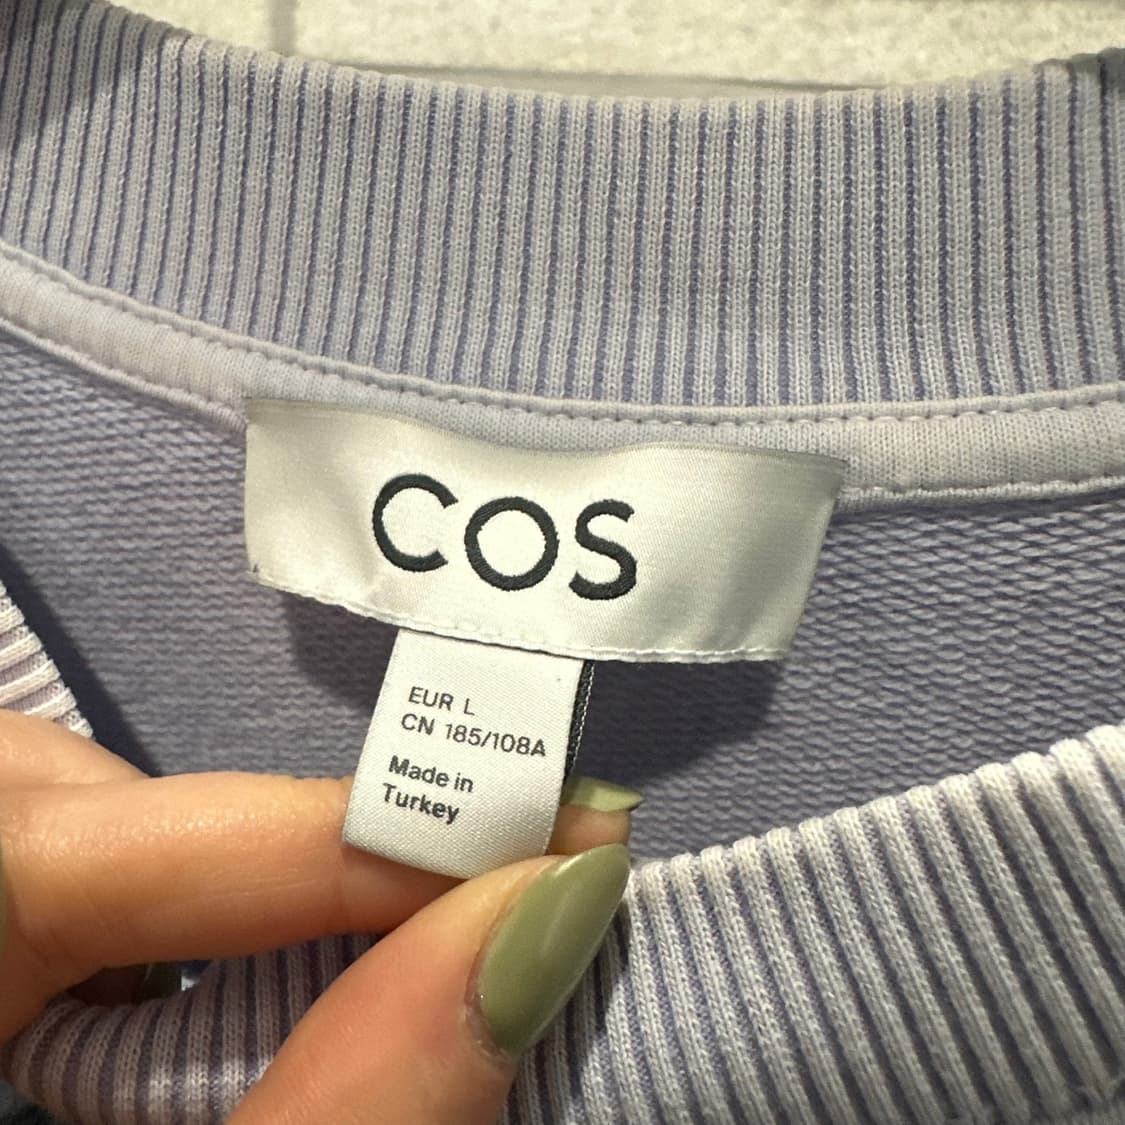 COS
EUR L
CN 185/108A
Made in
Turkey